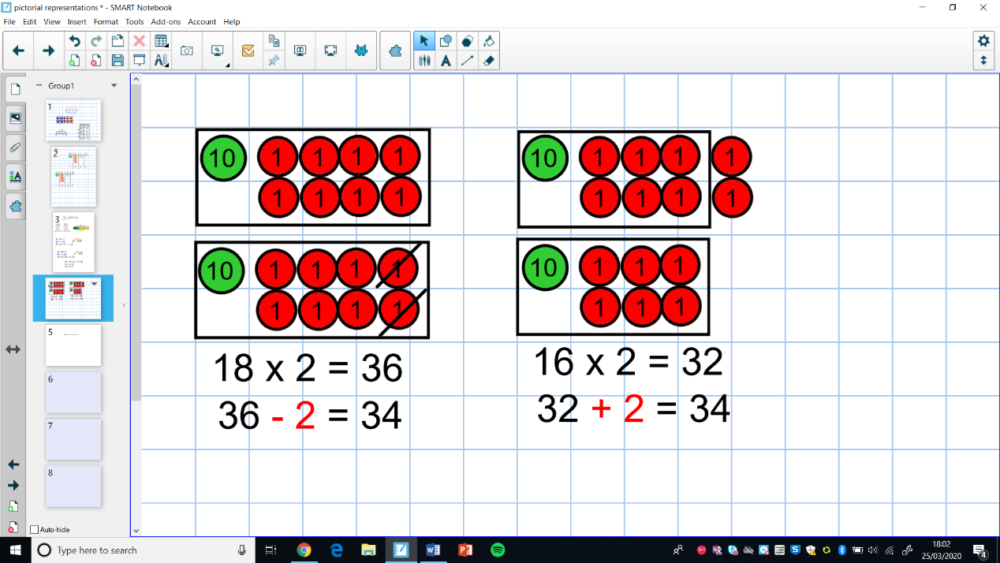 pictorial representations * - SMART Notebook
File Edit View Insert Format Tools Add-ons Account Help
Group1
1
2
3
5
6
7
8
Auto-hide
10 1 1 1 1
1 1 1 1
10 1 1 1 1
1 1 1 1
18 x 2 = 36
36 - 2 = 34
10 1 1 1 1
1 1 1 1
10 1 1 1
1 1 1
16 x 2 = 32
32 + 2 = 34
Type here to search
18:02
25/03/2020
4